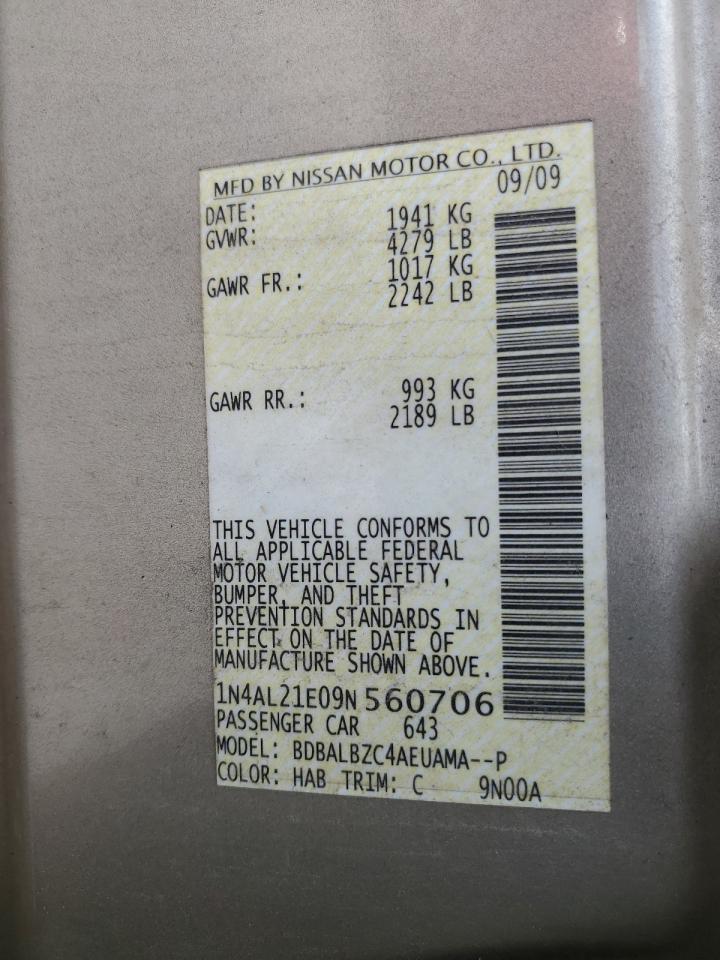 MFD BY NISSAN MOTOR CO., LTD.
DATE: 09/09
GVWR: 1941 KG
4279 LB
GAWR FR.: 1017 KG
2242 LB
GAWR RR.: 993 KG
2189 LB
THIS VEHICLE CONFORMS TO
ALL APPLICABLE FEDERAL
MOTOR VEHICLE SAFETY,
BUMPER, AND THEFT
PREVENTION STANDARDS IN
EFFECT ON THE DATE OF
MANUFACTURE SHOWN ABOVE.
1N4AL21E09N560706
PASSENGER CAR 643
MODEL: BDBALBZC4AEUAMA--P
COLOR: HAB TRIM: C 9N00A